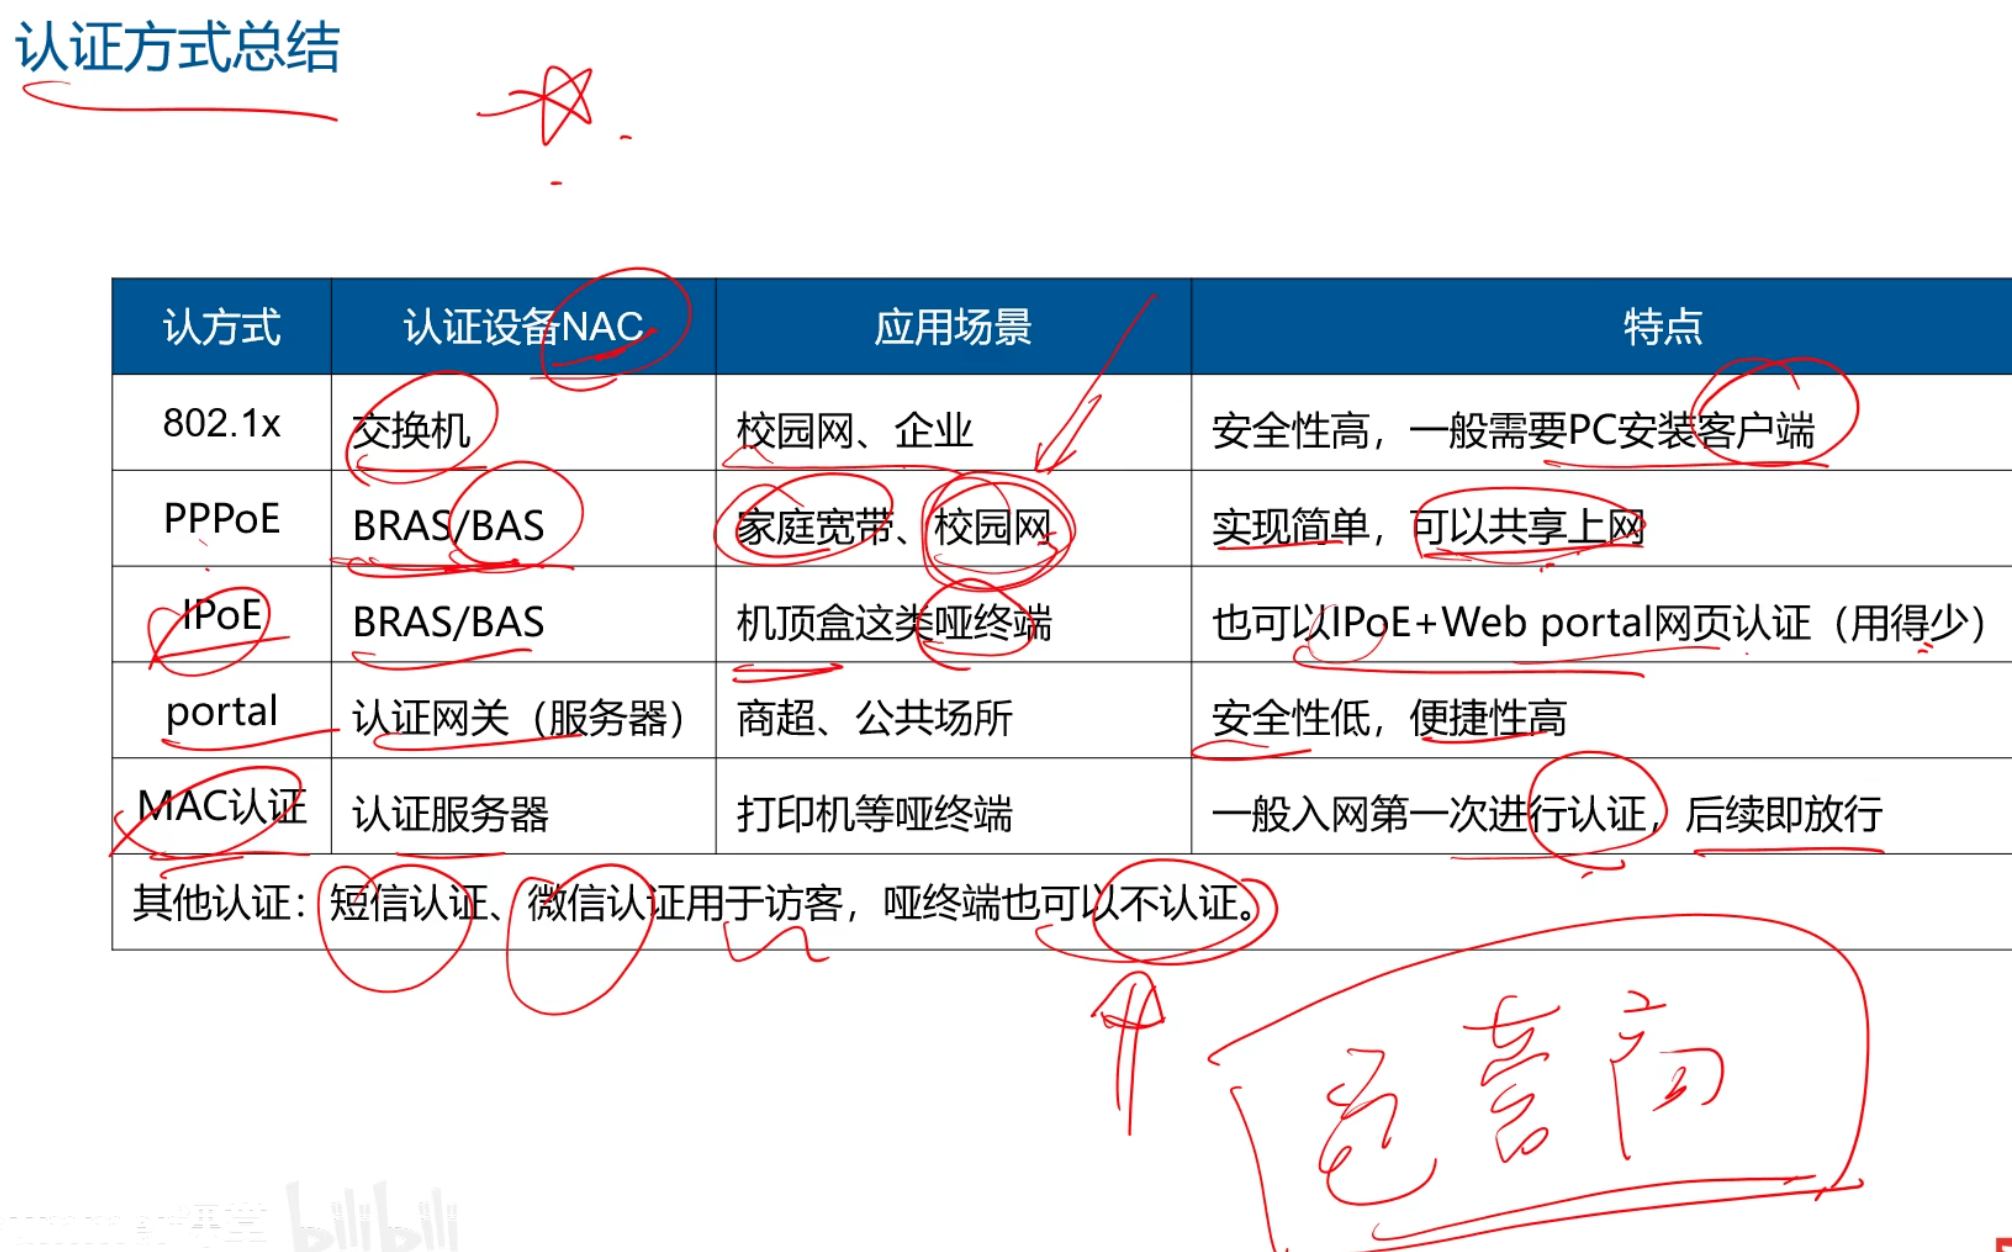 认证方式总结
认方式 认证设备NAC 应用场景 特点
802.1x 交换机 校园网、企业 安全性高，一般需要PC安装客户端
PPPoE BRAS/BAS 家庭宽带、校园网 实现简单，可以共享上网
IPoE BRAS/BAS 机顶盒这类哑终端 也可以IPoE+Web portal网页认证（用得少）
portal 认证网关（服务器） 商超、公共场所 安全性低，便捷性高
MAC认证 认证服务器 打印机等哑终端 一般入网第一次进行认证，后续即放行
其他认证：短信认证、微信认证用于访客，哑终端也可以不认证。
课堂 bilibili